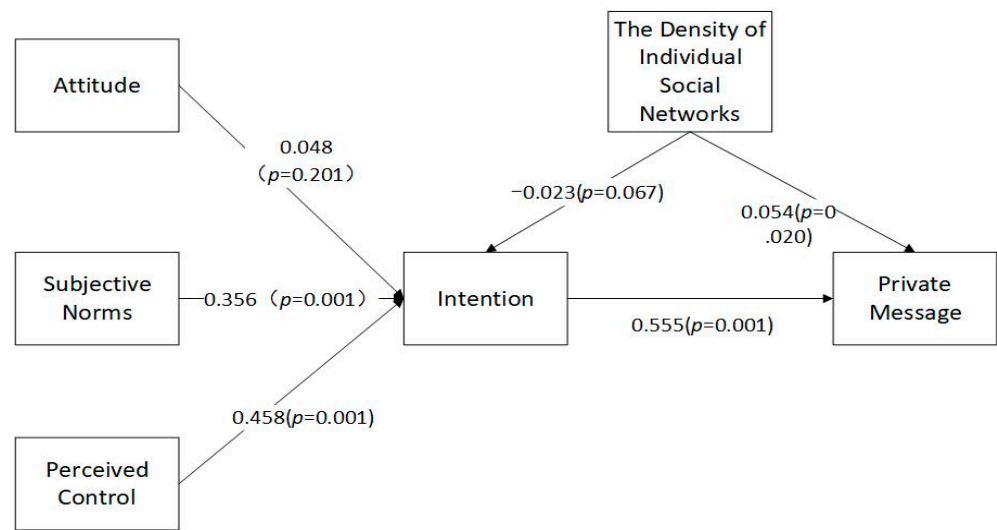 The Density of
Individual
Social
Networks
Attitude
0.048
（p=0.201）
−0.023(p=0.067)
0.054(p=0
.020)
Subjective
Norms
0.356（p=0.001）
Intention
Private
Message
0.555(p=0.001)
0.458(p=0.001)
Perceived
Control